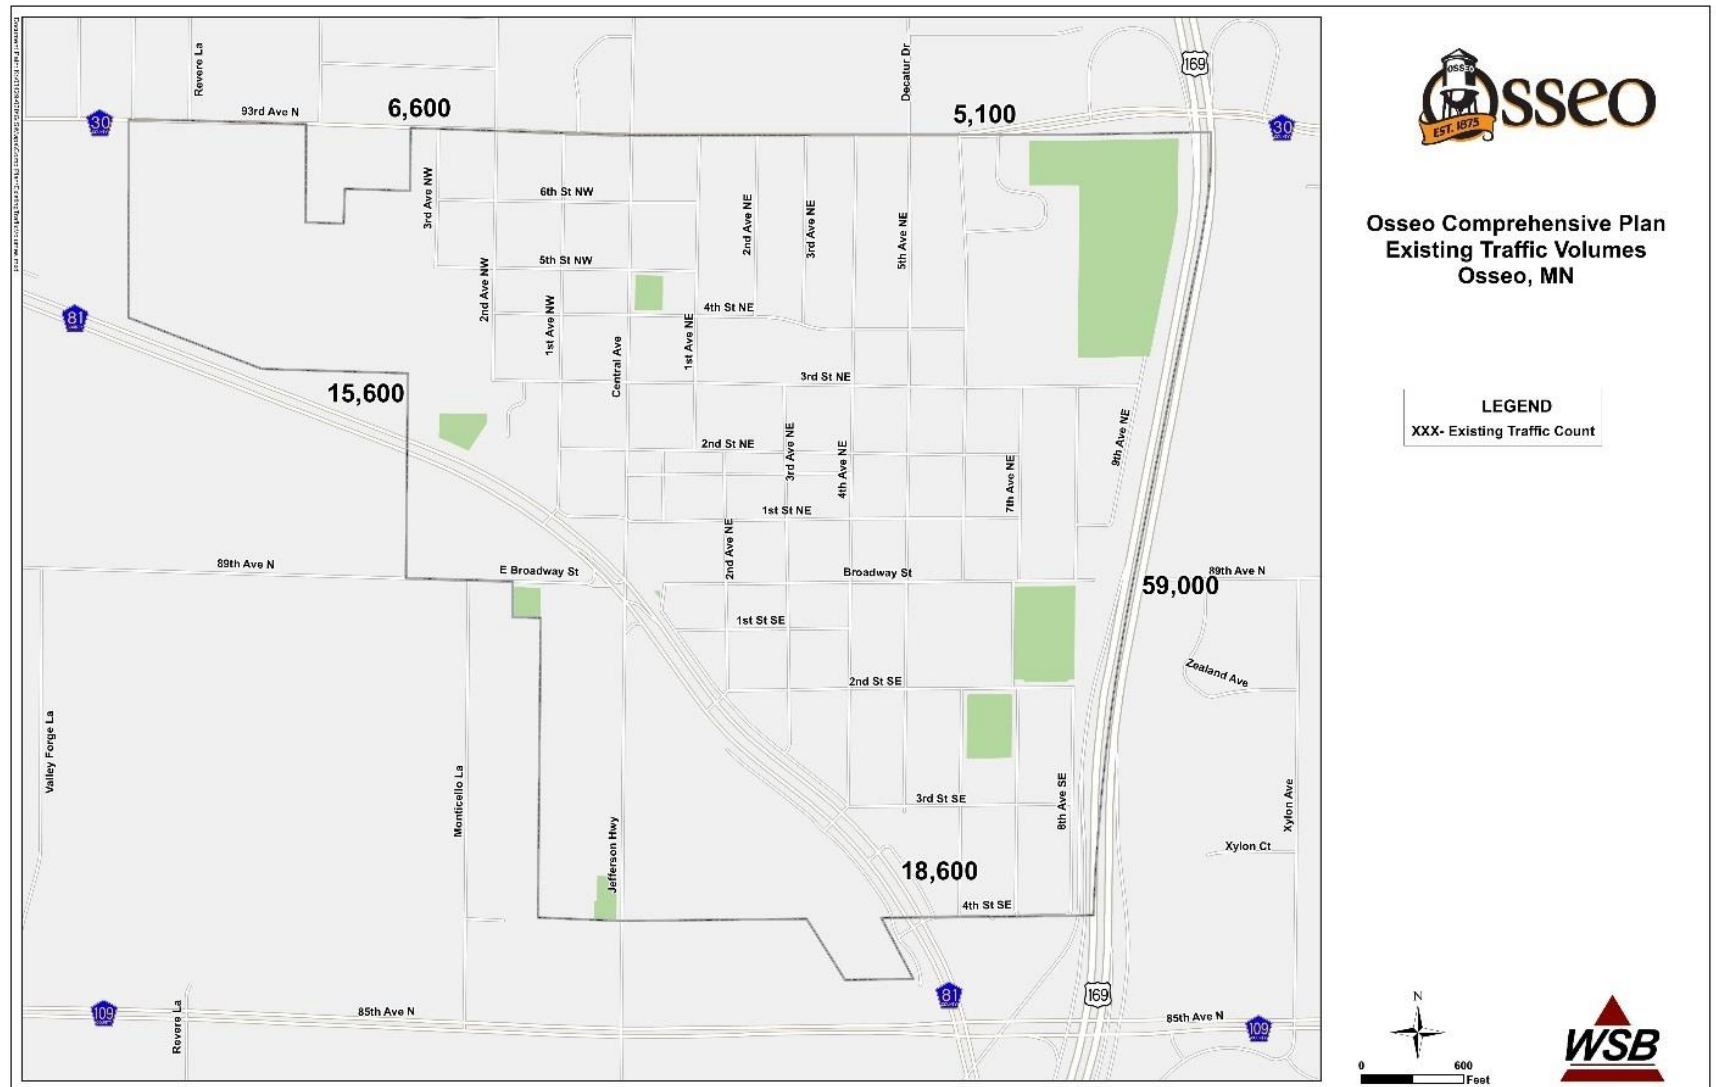 169
Revere La
Decatur Dr
OSSEO
Osseo
EST. 1875
93rd Ave N
6,600
5,100
30
30
6th St NW
3rd Ave NW
2nd Ave NE
3rd Ave NE
5th Ave NE
Osseo Comprehensive Plan
Existing Traffic Volumes
Osseo, MN
5th St NW
2nd Ave NW
1st Ave NW
4th St NE
81
Central Ave
1st Ave NE
15,600
3rd St NE
LEGEND
XXX- Existing Traffic Count
2nd St NE
3rd Ave NE
4th Ave NE
7th Ave NE
9th Ave NE
1st St NE
2nd Ave NE
89th Ave N
E Broadway St
Broadway St
59,000
89th Ave N
1st St SE
2nd St SE
Zealand Ave
Valley Forge La
Monticello La
3rd St SE
8th Ave SE
Xylon Ave
Jefferson Hwy
Xylon Ct
18,600
4th St SE
81
169
109
Revere La
85th Ave N
85th Ave N
109
N
0 600
Feet
WSB